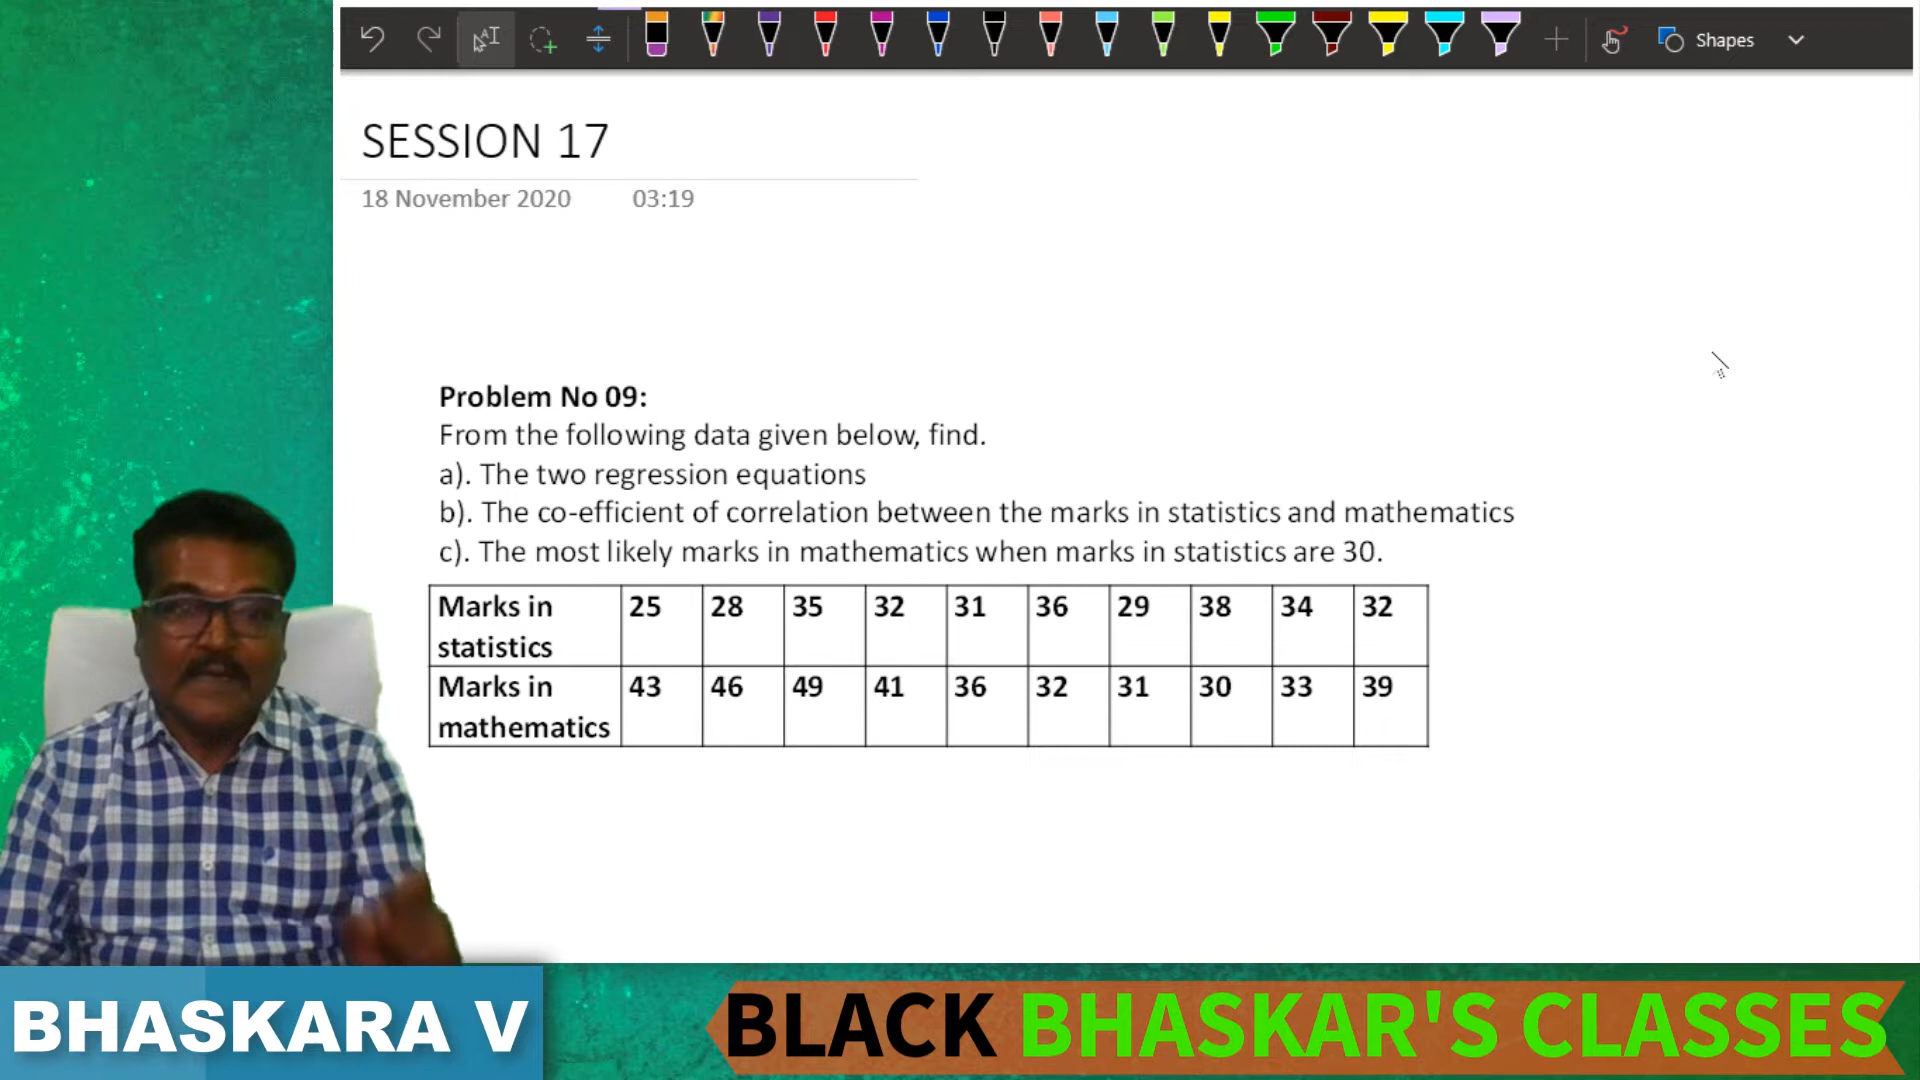 Shapes
SESSION 17
18 November 2020 03:19
Problem No 09:
From the following data given below, find.
a). The two regression equations
b). The co-efficient of correlation between the marks in statistics and mathematics
c). The most likely marks in mathematics when marks in statistics are 30.
Marks in statistics 25 28 35 32 31 36 29 38 34 32
Marks in mathematics 43 46 49 41 36 32 31 30 33 39
BHASKARA V
BLACK BHASKAR'S CLASSES